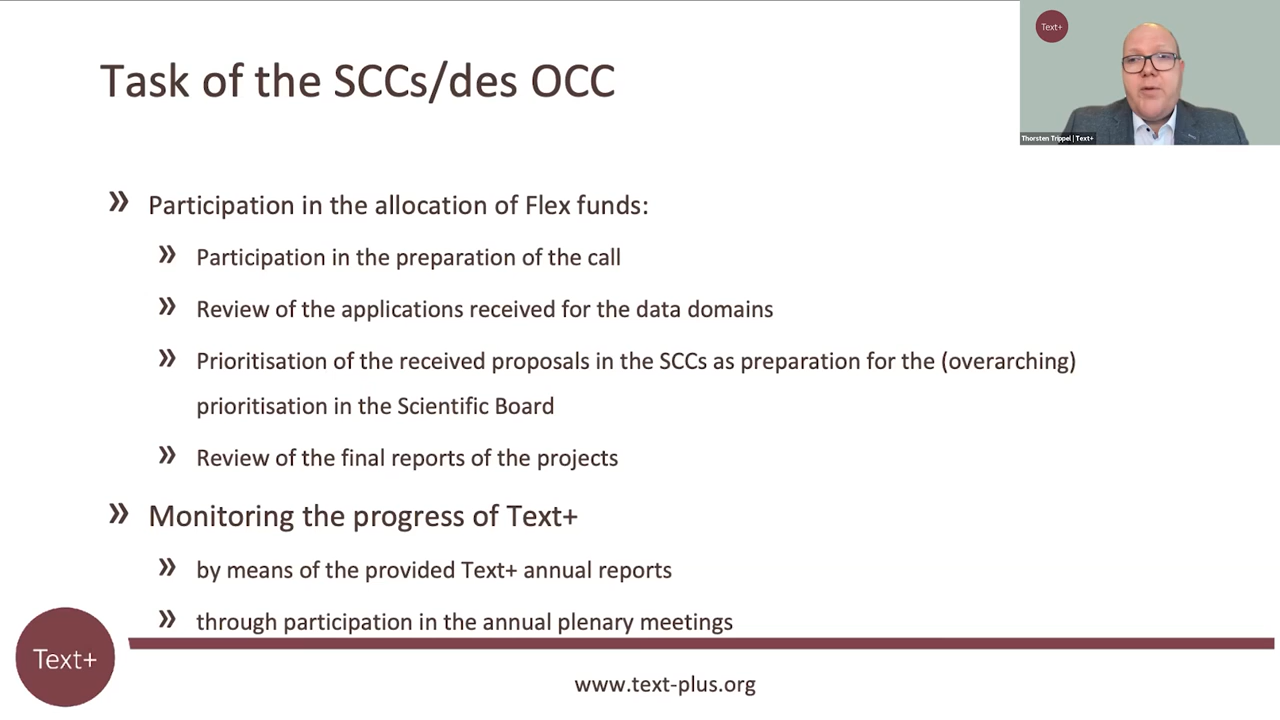 Task of the SCCs/des OCC
Text+
Thorsten Trippel | Text+
» Participation in the allocation of Flex funds:
» Participation in the preparation of the call
» Review of the applications received for the data domains
» Prioritisation of the received proposals in the SCCs as preparation for the (overarching)
prioritisation in the Scientific Board
» Review of the final reports of the projects
» Monitoring the progress of Text+
» by means of the provided Text+ annual reports
» through participation in the annual plenary meetings
Text+
www.text-plus.org